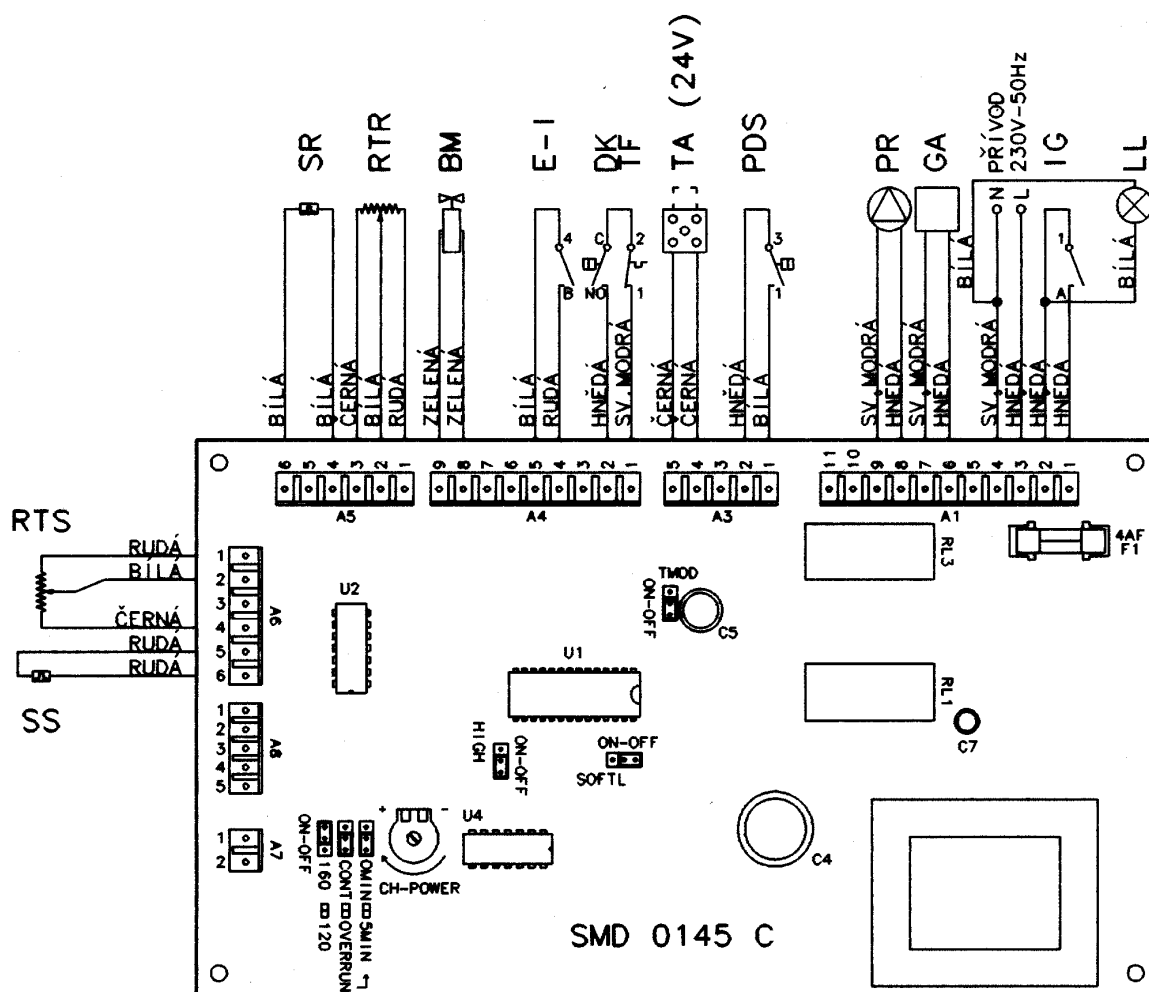 SR
RTR
BM
E-I
DK
TF
TA (24V)
PDS
PR
GA
N PŘÍVOD
L 230V-50Hz
IG
LL
4
B
C
NO
2
1
3
1
1
A
BÍLÁ
BÍLÁ
BÍLÁ
BÍLÁ
ČERNÁ
BÍLÁ
RUDÁ
ZELENÁ
ZELENÁ
BÍLÁ
RUDÁ
HNĚDÁ
SV.MODRÁ
ČERNÁ
ČERNÁ
HNĚDÁ
BÍLÁ
SV.MODRÁ
HNĚDÁ
SV.MODRÁ
HNĚDÁ
SV.MODRÁ
HNĚDÁ
HNĚDÁ
HNĚDÁ
6 5 4 3 2 1
A5
9 8 7 6 5 4 3 2 1
A4
5 4 3 2 1
A3
11 10 9 8 7 6 5 4 3 2 1
A1
RTS
RUDÁ
BÍLÁ
ČERNÁ
RUDÁ
RUDÁ
SS
1
2
3
4
5
6
A6
1
2
3
4
5
A8
1
2
A7
U2
U1
TMOD
ON-OFF
C5
RL3
RL1
4AF
F1
C7
HIGH
ON-OFF
ON-OFF
SOFTL
U4
+ -
CH-POWER
ON-OFF
160 120
CONT OVERRUN
0MIN 5MIN
C4
SMD 0145 C